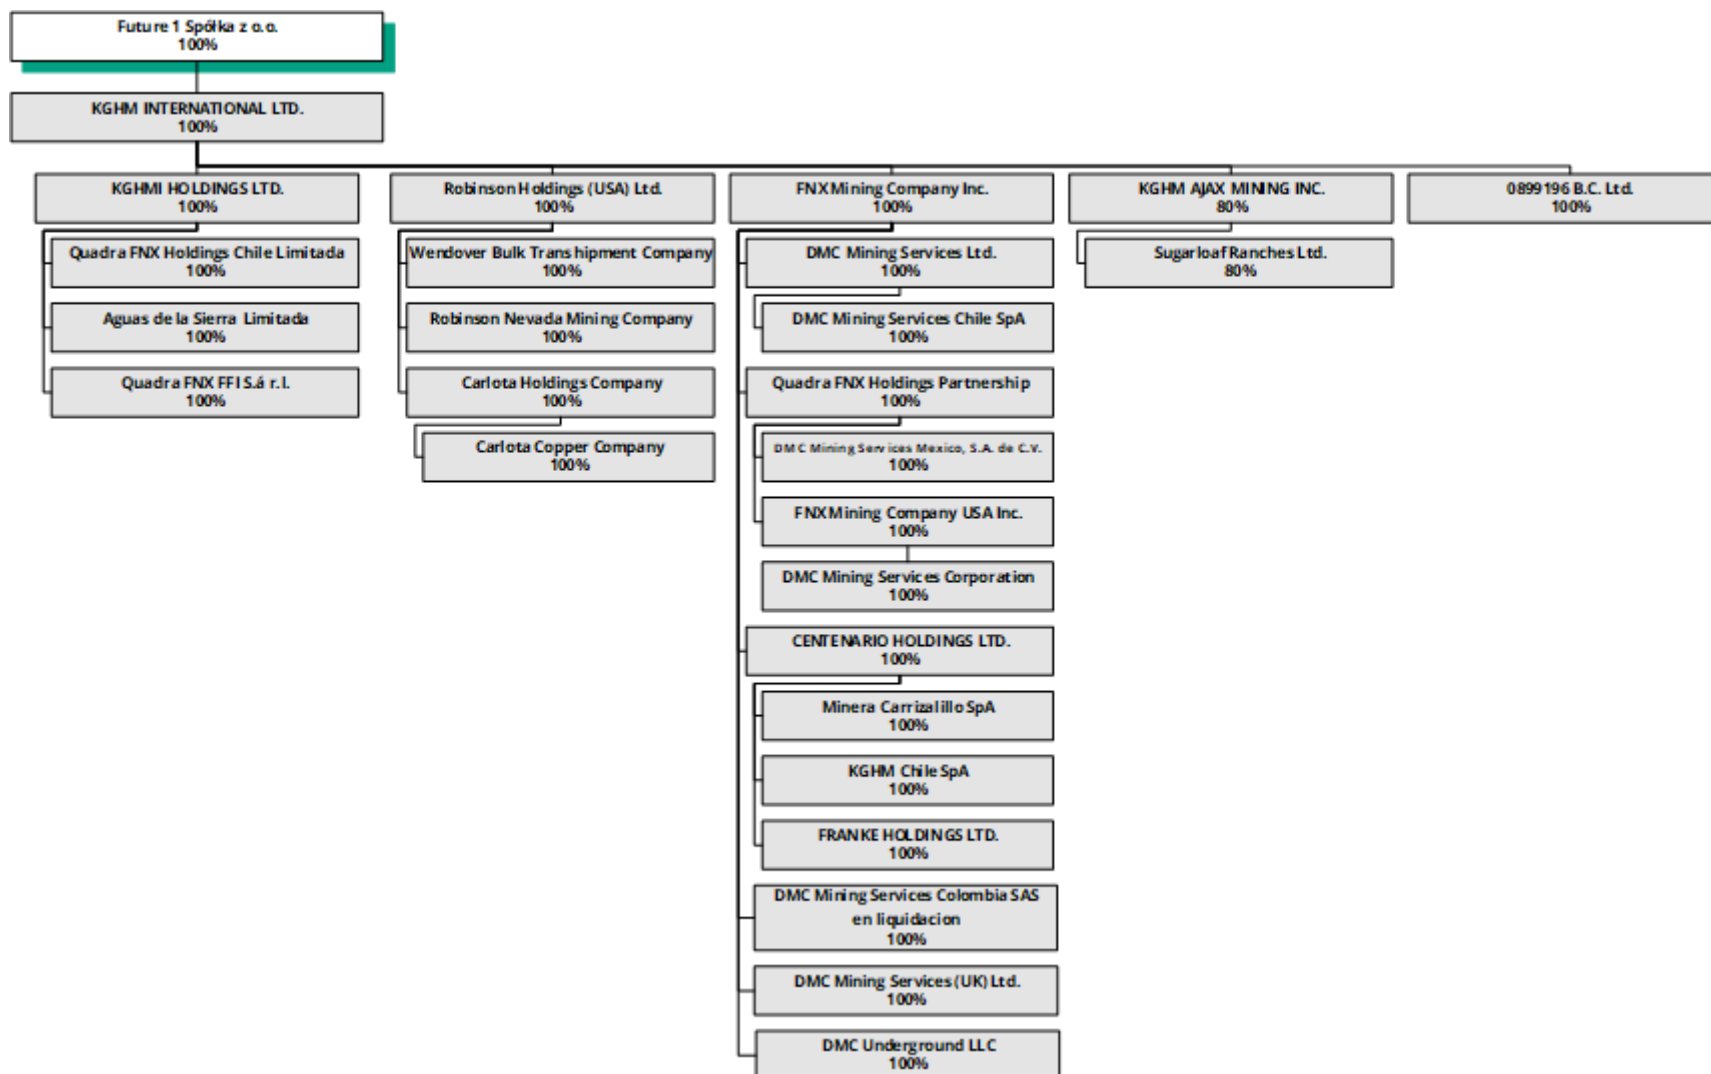 Future 1 Spółka z o.o.
100%
KGHM INTERNATIONAL LTD.
100%
KGHMI HOLDINGS LTD.
100%
Quadra FNX Holdings Chile Limitada
100%
Aguas de la Sierra Limitada
100%
Quadra FNX FFI S.á r.l.
100%
Robinson Holdings (USA) Ltd.
100%
Wendover Bulk Transhipment Company
100%
Robinson Nevada Mining Company
100%
Carlota Holdings Company
100%
Carlota Copper Company
100%
FNX Mining Company Inc.
100%
DMC Mining Services Ltd.
100%
DMC Mining Services Chile SpA
100%
Quadra FNX Holdings Partnership
100%
DMC Mining Services Mexico, S.A. de C.V.
100%
FNX Mining Company USA Inc.
100%
DMC Mining Services Corporation
100%
CENTENARIO HOLDINGS LTD.
100%
Minera Carrizalillo SpA
100%
KGHM Chile SpA
100%
FRANKE HOLDINGS LTD.
100%
DMC Mining Services Colombia SAS
en liquidacion
100%
DMC Mining Services (UK) Ltd.
100%
DMC Underground LLC
100%
KGHM AJAX MINING INC.
80%
Sugarloaf Ranches Ltd.
80%
0899196 B.C. Ltd.
100%